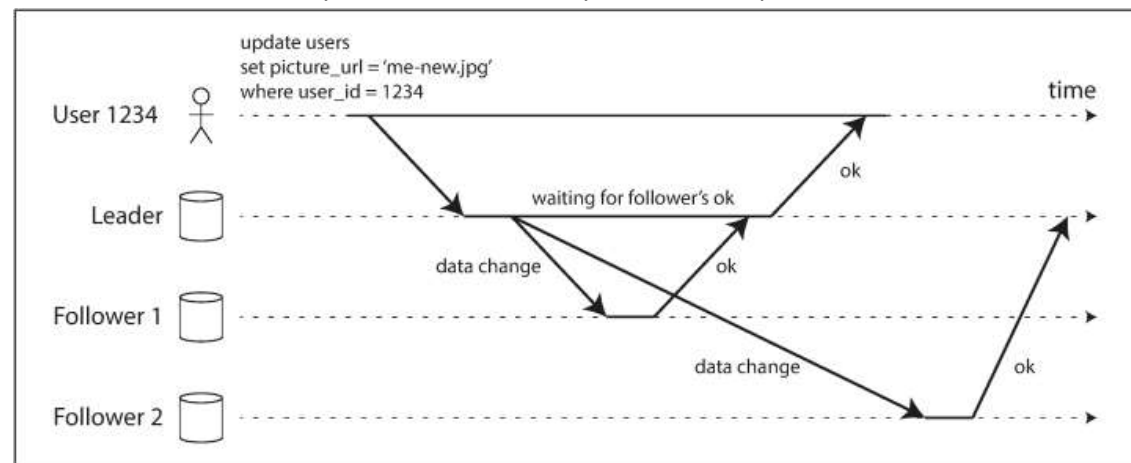 update users
set picture_url = ‘me-new.jpg’
where user_id = 1234
time
User 1234
ok
waiting for follower’s ok
Leader
data change
ok
Follower 1
data change
ok
Follower 2